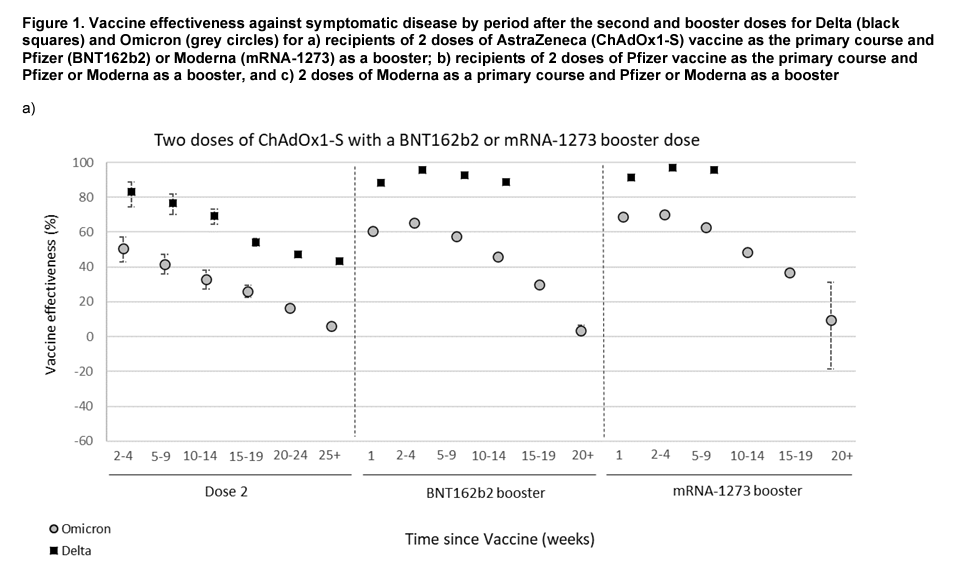 Figure 1. Vaccine effectiveness against symptomatic disease by period after the second and booster doses for Delta (black
squares) and Omicron (grey circles) for a) recipients of 2 doses of AstraZeneca (ChAdOx1-S) vaccine as the primary course and
Pfizer (BNT162b2) or Moderna (mRNA-1273) as a booster; b) recipients of 2 doses of Pfizer vaccine as the primary course and
Pfizer or Moderna as a booster, and c) 2 doses of Moderna as a primary course and Pfizer or Moderna as a booster
a)
Two doses of ChAdOx1-S with a BNT162b2 or mRNA-1273 booster dose
Vaccine effectiveness (%)
100
80
60
40
20
0
-20
-40
-60
2-4 5-9 10-14 15-19 20-24 25+ 1 2-4 5-9 10-14 15-19 20+ 1 2-4 5-9 10-14 15-19 20+
Dose 2 BNT162b2 booster mRNA-1273 booster
Time since Vaccine (weeks)
Omicron
Delta